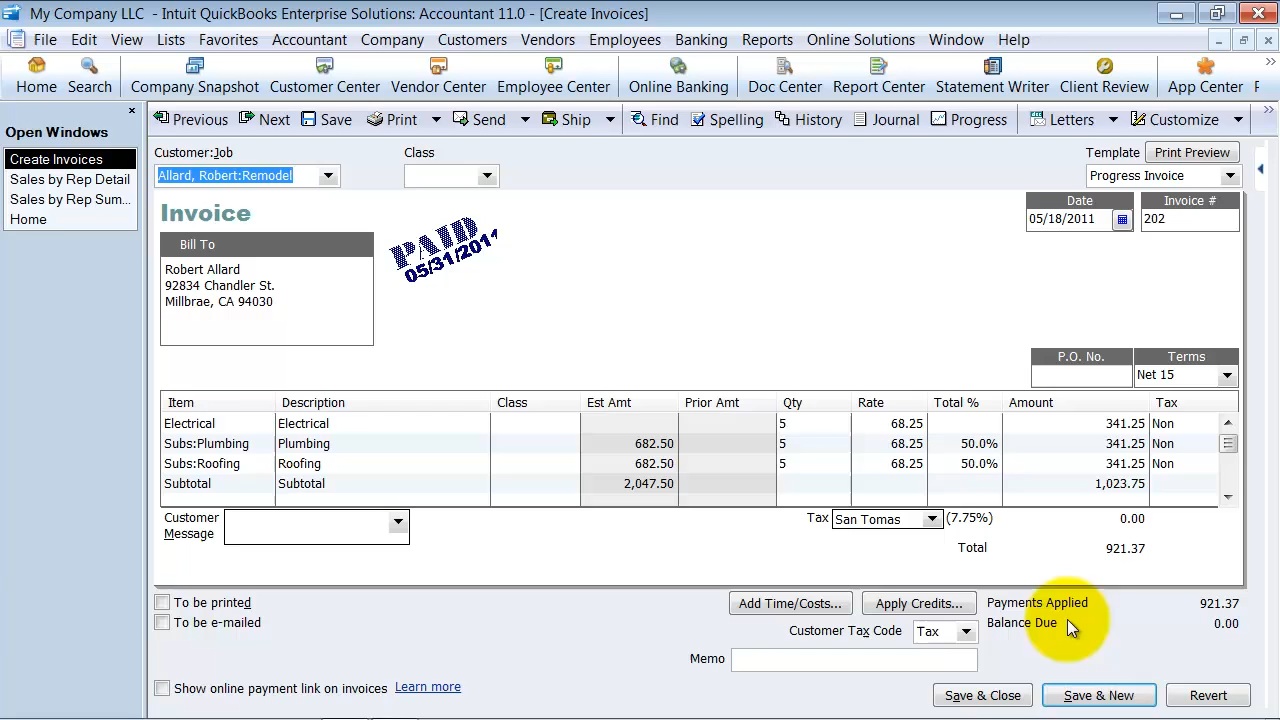 My Company LLC - Intuit QuickBooks Enterprise Solutions: Accountant 11.0 - [Create Invoices]
File Edit View Lists Favorites Accountant Company Customers Vendors Employees Banking Reports Online Solutions Window Help
Home Search Company Snapshot Customer Center Vendor Center Employee Center Online Banking Doc Center Report Center Statement Writer Client Review App Center
Previous Next Save Print Send Ship Find Spelling History Journal Progress Letters Customize
Open Windows
Create Invoices
Sales by Rep Detail
Sales by Rep Sum...
Home
Customer:Job Class Template Print Preview
Allard, Robert:Remodel Progress Invoice
Invoice
Date Invoice #
05/18/2011 202
Bill To
Robert Allard
92834 Chandler St.
Millbrae, CA 94030
PAID
05/31/2011
P.O. No. Terms
Net 15
Item Description Class Est Amt Prior Amt Qty Rate Total % Amount Tax
Electrical Electrical 5 68.25 341.25 Non
Subs:Plumbing Plumbing 682.50 5 68.25 50.0% 341.25 Non
Subs:Roofing Roofing 682.50 5 68.25 50.0% 341.25 Non
Subtotal Subtotal 2,047.50 1,023.75
Customer Message
Tax San Tomas (7.75%) 0.00
Total 921.37
To be printed Add Time/Costs... Apply Credits... Payments Applied 921.37
To be e-mailed Balance Due 0.00
Customer Tax Code Tax
Memo
Show online payment link on invoices Learn more
Save & Close Save & New Revert